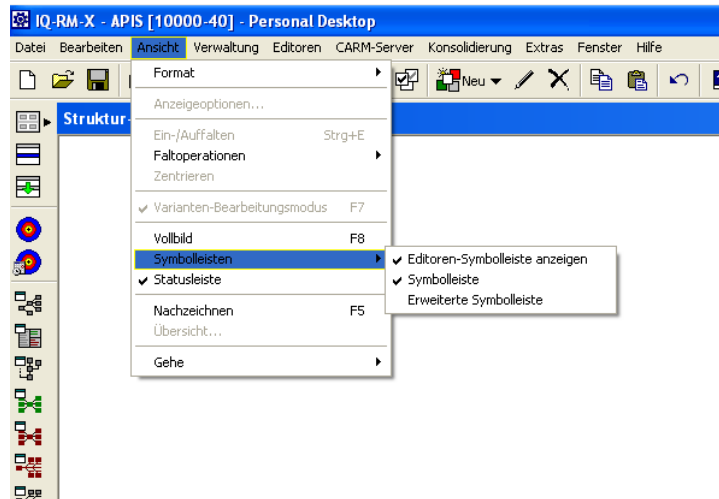 IQ-RM-X - APIS [10000-40] - Personal Desktop
Datei Bearbeiten Ansicht Verwaltung Editoren CARM-Server Konsolidierung Extras Fenster Hilfe
Neu
Struktur-
Format
Anzeigeoptionen...
Ein-/Auffalten Strg+E
Faltoperationen
Zentrieren
Varianten-Bearbeitungsmodus F7
Vollbild F8
Symbolleisten
Statusleiste
Nachzeichnen F5
Übersicht...
Gehe
Editoren-Symbolleiste anzeigen
Symbolleiste
Erweiterte Symbolleiste